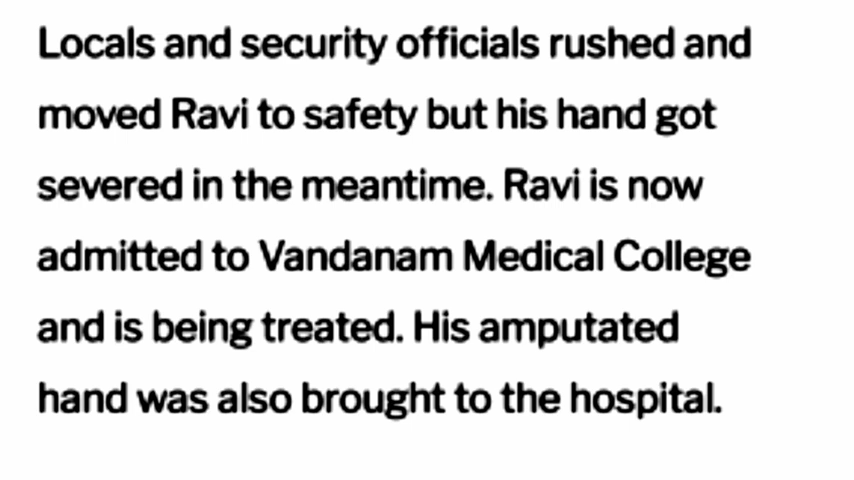 Locals and security officials rushed and
moved Ravi to safety but his hand got
severed in the meantime. Ravi is now
admitted to Vandanam Medical College
and is being treated. His amputated
hand was also brought to the hospital.